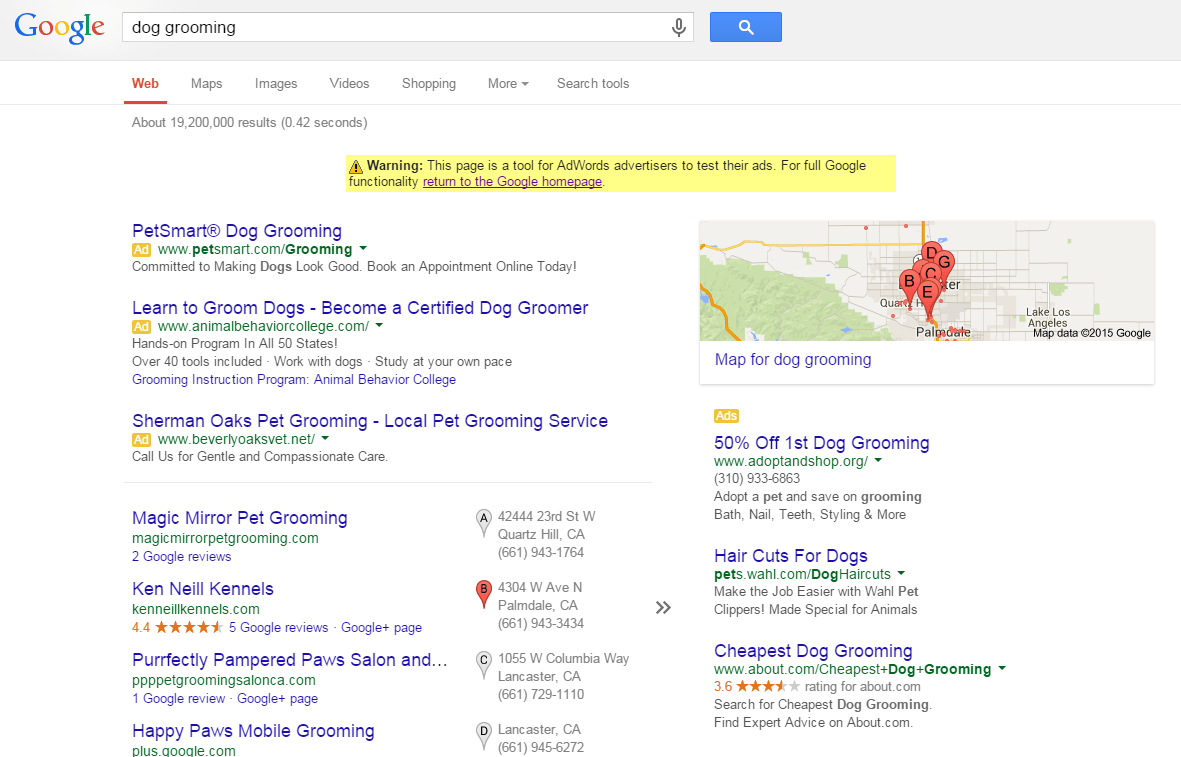 Google
dog grooming
Web Maps Images Videos Shopping More Search tools
About 19,200,000 results (0.42 seconds)
Warning: This page is a tool for AdWords advertisers to test their ads. For full Google
functionality return to the Google homepage.
PetSmart® Dog Grooming
Ad www.petsmart.com/Grooming
Committed to Making Dogs Look Good. Book an Appointment Online Today!
Learn to Groom Dogs - Become a Certified Dog Groomer
Ad www.animalbehaviorcollege.com/
Hands-on Program In All 50 States!
Over 40 tools included · Work with dogs · Study at your own pace
Grooming Instruction Program: Animal Behavior College
Sherman Oaks Pet Grooming - Local Pet Grooming Service
Ad www.beverlyoaksvet.net/
Call Us for Gentle and Compassionate Care.
Magic Mirror Pet Grooming
magicmirrorpetgrooming.com
2 Google reviews
A
42444 23rd St W
Quartz Hill, CA
(661) 943-1764
Ken Neill Kennels
kenneillkennels.com
4.4 5 Google reviews · Google+ page
B
4304 W Ave N
Palmdale, CA
(661) 943-3434
Purrfectly Pampered Paws Salon and...
ppppetgroomingsalonca.com
1 Google review · Google+ page
C
1055 W Columbia Way
Lancaster, CA
(661) 729-1110
Happy Paws Mobile Grooming
plus.google.com
D
Lancaster, CA
(661) 945-6272
D
G
C
B
E
Palmdale
Lake Los
Angeles
Map data ©2015 Google
Map for dog grooming
Ads
50% Off 1st Dog Grooming
www.adoptandshop.org/
(310) 933-6863
Adopt a pet and save on grooming
Bath, Nail, Teeth, Styling & More
Hair Cuts For Dogs
pets.wahl.com/DogHaircuts
Make the Job Easier with Wahl Pet
Clippers! Made Special for Animals
Cheapest Dog Grooming
www.about.com/Cheapest+Dog+Grooming
3.6 rating for about.com
Search for Cheapest Dog Grooming.
Find Expert Advice on About.com.